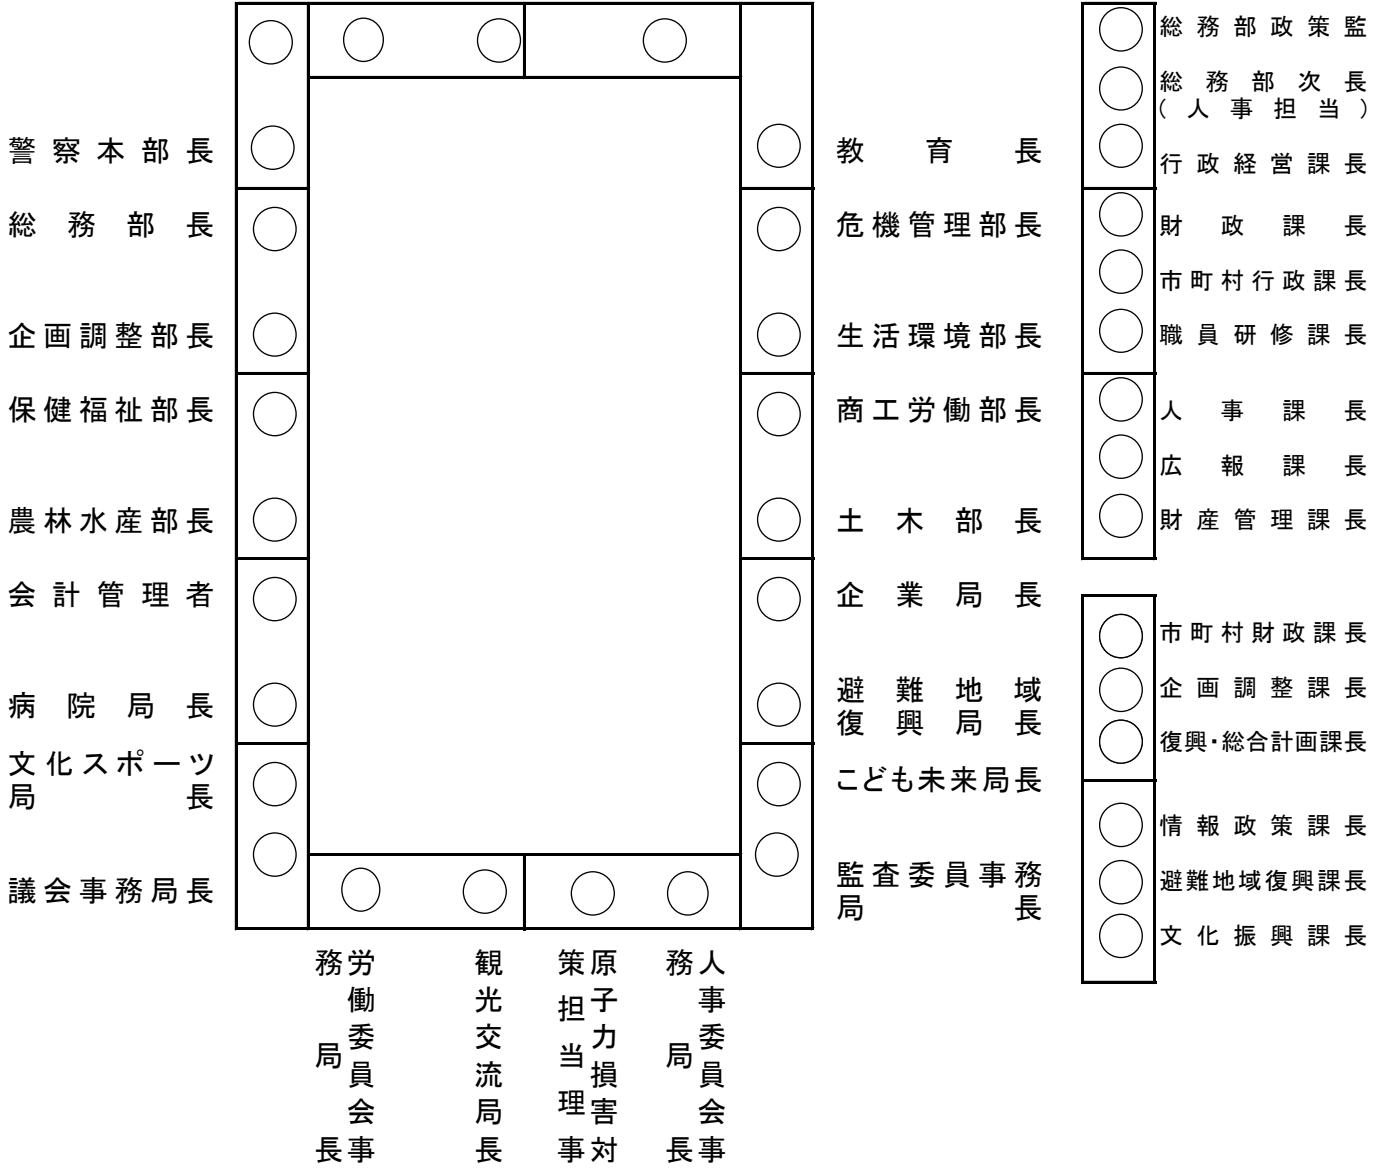 警察本部長
総務部長
企画調整部長
保健福祉部長
農林水産部長
会計管理者
病院局長
文化スポーツ
局長
議会事務局長
労働委員会事
務局長
観光交流局長
原子力損害対
策担当理事
人事委員会事
務局長
教育長
危機管理部長
生活環境部長
商工労働部長
土木部長
企業局長
避難地域
復興局長
こども未来局長
監査委員事務
局長
総務部政策監
総務部次長
(人事担当)
行政経営課長
財政課長
市町村行政課長
職員研修課長
人事課長
広報課長
財産管理課長
市町村財政課長
企画調整課長
復興・総合計画課長
情報政策課長
避難地域復興課長
文化振興課長